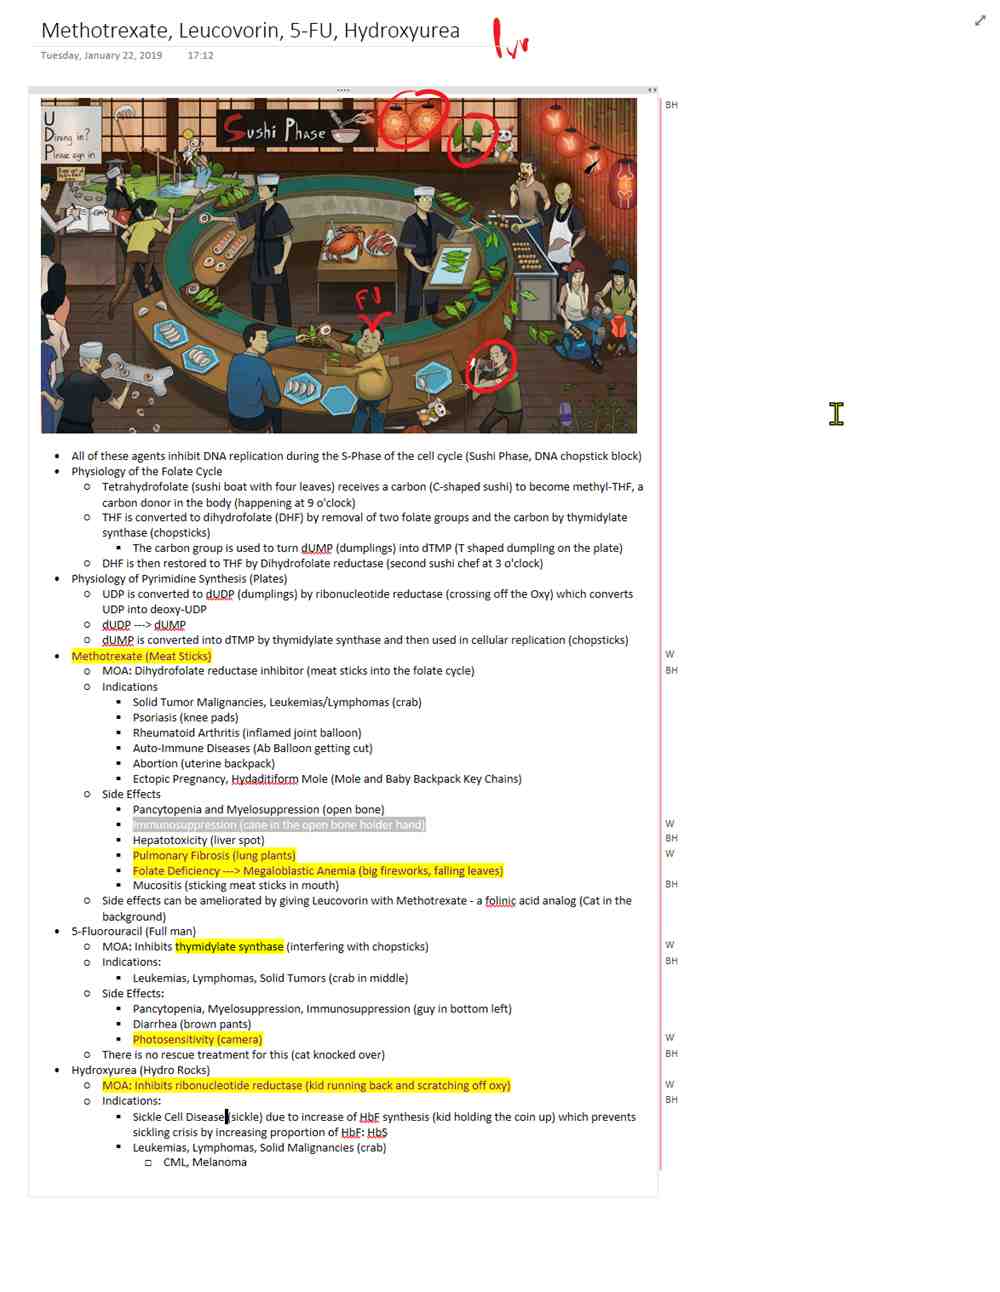 Methotrexate, Leucovorin, 5-FU, Hydroxyurea
Tuesday, January 22, 2019 17:12
BH
U
Dining in?
Please sign in
Sushi Phase
FU
• All of these agents inhibit DNA replication during the S-Phase of the cell cycle (Sushi Phase, DNA chopstick block)
• Physiology of the Folate Cycle
o Tetrahydrofolate (sushi boat with four leaves) receives a carbon (C-shaped sushi) to become methyl-THF, a
carbon donor in the body (happening at 9 o'clock)
o THF is converted to dihydrofolate (DHF) by removal of two folate groups and the carbon by thymidylate
synthase (chopsticks)
▪ The carbon group is used to turn dUMP (dumplings) into dTMP (T shaped dumpling on the plate)
o DHF is then restored to THF by Dihydrofolate reductase (second sushi chef at 3 o'clock)
• Physiology of Pyrimidine Synthesis (Plates)
o UDP is converted to dUDP (dumplings) by ribonucleotide reductase (crossing off the Oxy) which converts
UDP into deoxy-UDP
o dUDP ---> dUMP
o dUMP is converted into dTMP by thymidylate synthase and then used in cellular replication (chopsticks)
• Methotrexate (Meat Sticks) W
o MOA: Dihydrofolate reductase inhibitor (meat sticks into the folate cycle) BH
o Indications
▪ Solid Tumor Malignancies, Leukemias/Lymphomas (crab)
▪ Psoriasis (knee pads)
▪ Rheumatoid Arthritis (inflamed joint balloon)
▪ Auto-Immune Diseases (Ab Balloon getting cut)
▪ Abortion (uterine backpack)
▪ Ectopic Pregnancy, Hydaditiform Mole (Mole and Baby Backpack Key Chains)
o Side Effects
▪ Pancytopenia and Myelosuppression (open bone)
▪ Immunosuppression (cane in the open bone holder hand) W
▪ Hepatotoxicity (liver spot) BH
▪ Pulmonary Fibrosis (lung plants) W
▪ Folate Deficiency ---> Megaloblastic Anemia (big fireworks, falling leaves)
▪ Mucositis (sticking meat sticks in mouth) BH
o Side effects can be ameliorated by giving Leucovorin with Methotrexate - a folinic acid analog (Cat in the
background)
• 5-Fluorouracil (Full man)
o MOA: Inhibits thymidylate synthase (interfering with chopsticks) W
o Indications: BH
▪ Leukemias, Lymphomas, Solid Tumors (crab in middle)
o Side Effects:
▪ Pancytopenia, Myelosuppression, Immunosuppression (guy in bottom left)
▪ Diarrhea (brown pants)
▪ Photosensitivity (camera) W
o There is no rescue treatment for this (cat knocked over) BH
• Hydroxyurea (Hydro Rocks)
o MOA: Inhibits ribonucleotide reductase (kid running back and scratching off oxy) W
o Indications: BH
▪ Sickle Cell Disease (sickle) due to increase of HbF synthesis (kid holding the coin up) which prevents
sickling crisis by increasing proportion of HbF: HbS
▪ Leukemias, Lymphomas, Solid Malignancies (crab)
□ CML, Melanoma